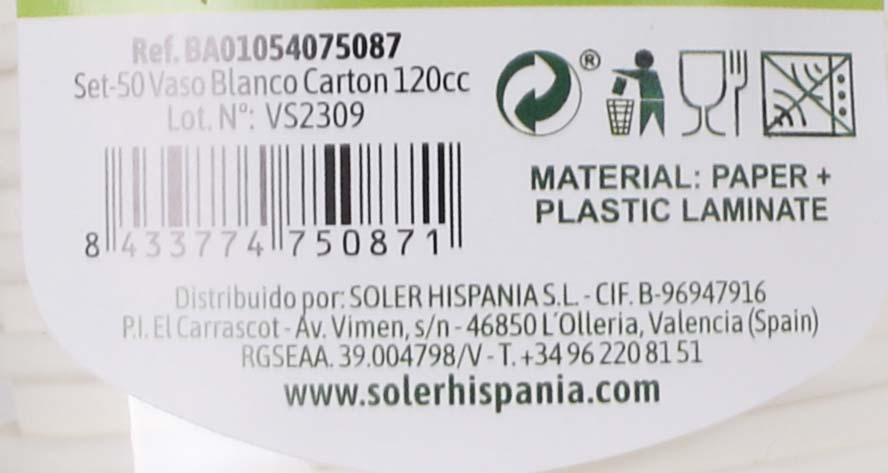 Ref. BA01054075087
Set-50 Vaso Blanco Carton 120cc
Lot. Nº: VS2309
8 433774 750871
®
MATERIAL: PAPER +
PLASTIC LAMINATE
Distribuido por: SOLER HISPANIA S.L. - CIF. B-96947916
P.I. El Carrascot - Av. Vimen, s/n - 46850 L´Olleria, Valencia (Spain)
RGSEAA. 39.004798/V - T. +34 96 220 81 51
www.solerhispania.com